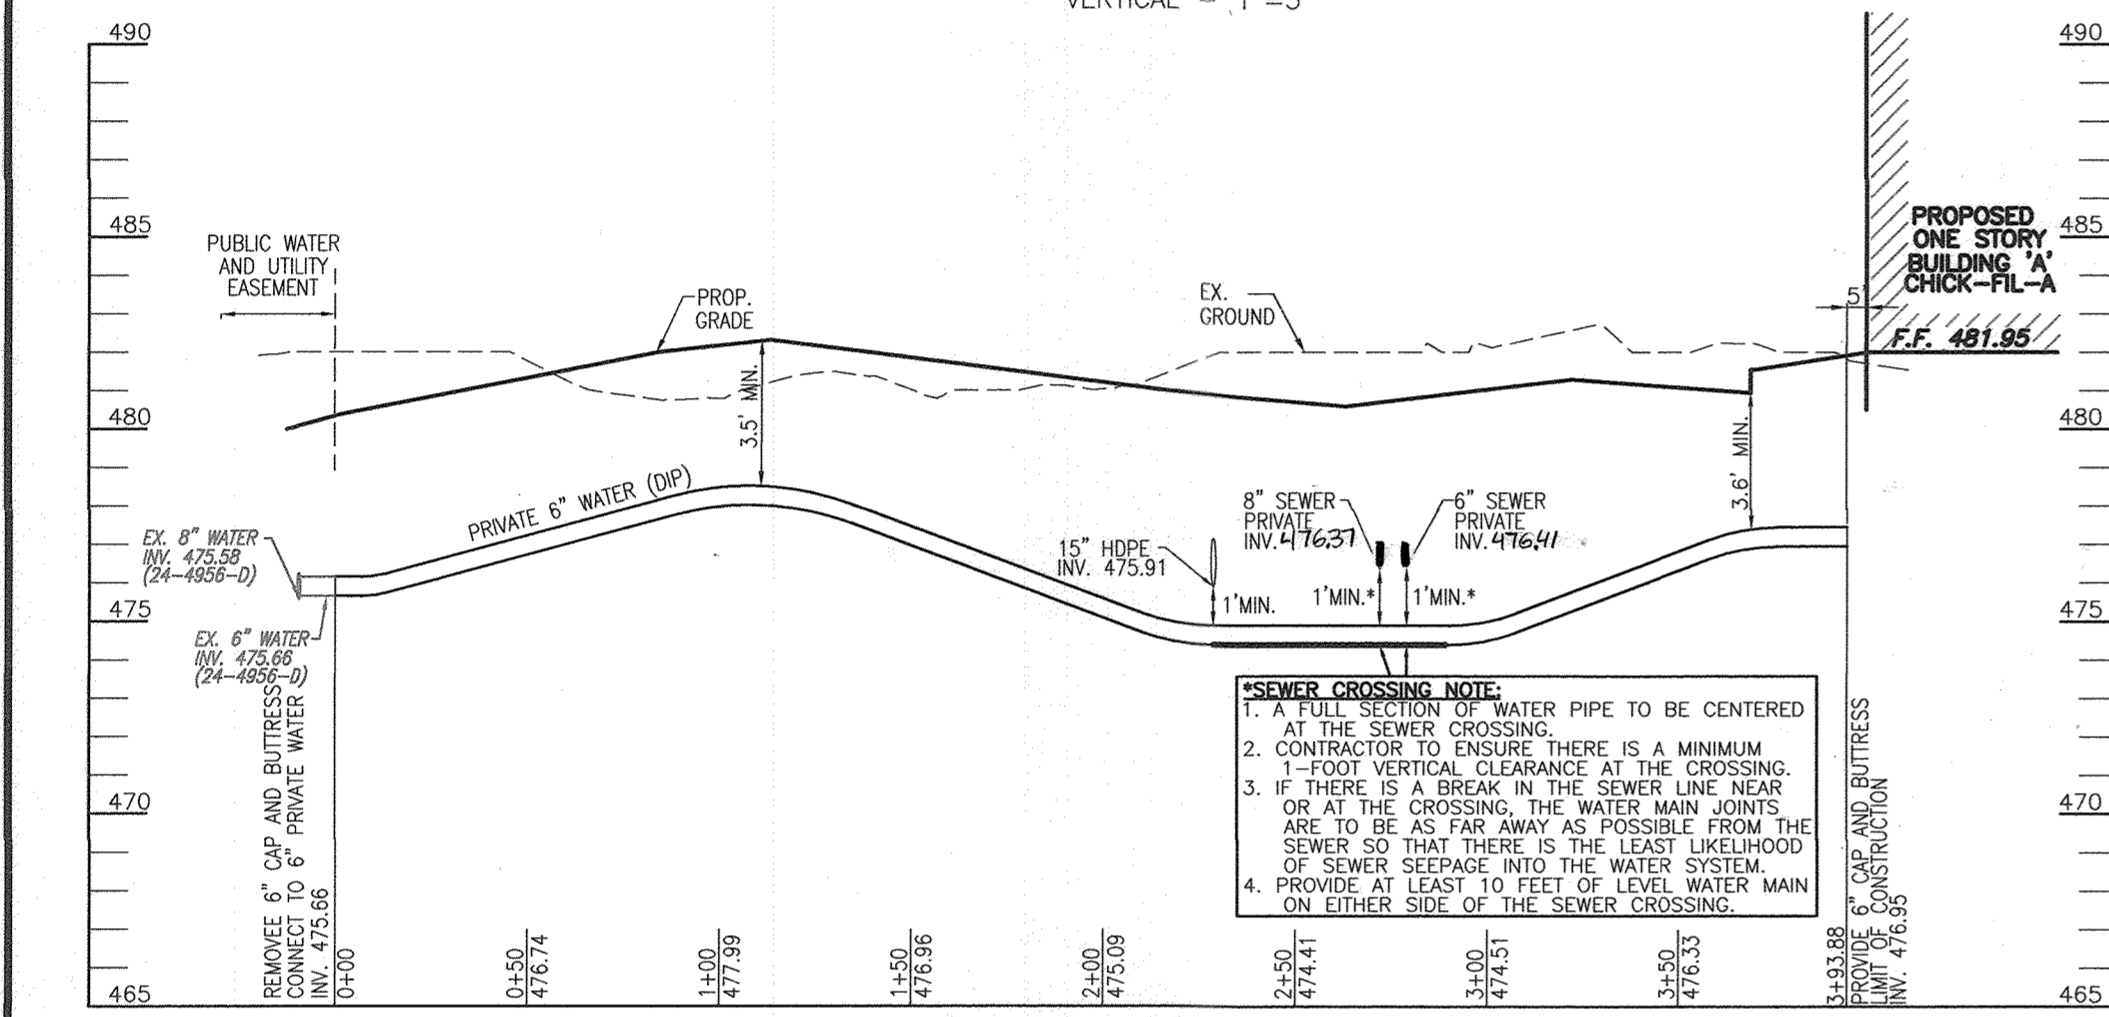 VERTICAL - 1"=5'
490
490
485
485
480
480
475
475
470
470
465
465
PUBLIC WATER
AND UTILITY
EASEMENT
PROP.
GRADE
EX.
GROUND
5'
PROPOSED
ONE STORY
BUILDING 'A'
CHICK-FIL-A
F.F. 481.95
3.5' MIN.
3.6' MIN.
PRIVATE 6" WATER (DIP)
EX. 8" WATER
INV. 475.58
(24-4956-D)
EX. 6" WATER
INV. 475.66
(24-4956-D)
15" HDPE
INV. 475.91
8" SEWER
PRIVATE
INV. 476.37
6" SEWER
PRIVATE
INV. 476.41
1'MIN.
1'MIN.*
1'MIN.*
*SEWER CROSSING NOTE:
1. A FULL SECTION OF WATER PIPE TO BE CENTERED
AT THE SEWER CROSSING.
2. CONTRACTOR TO ENSURE THERE IS A MINIMUM
1-FOOT VERTICAL CLEARANCE AT THE CROSSING.
3. IF THERE IS A BREAK IN THE SEWER LINE NEAR
OR AT THE CROSSING, THE WATER MAIN JOINTS
ARE TO BE AS FAR AWAY AS POSSIBLE FROM THE
SEWER SO THAT THERE IS THE LEAST LIKELIHOOD
OF SEWER SEEPAGE INTO THE WATER SYSTEM.
4. PROVIDE AT LEAST 10 FEET OF LEVEL WATER MAIN
ON EITHER SIDE OF THE SEWER CROSSING.
REMOVEE 6" CAP AND BUTTRESS
CONNECT TO 6" PRIVATE WATER
INV. 475.66
0+00
0+50
476.74
1+00
477.99
1+50
476.96
2+00
475.09
2+50
474.41
3+00
474.51
3+50
476.33
3+93.88
PROVIDE 6" CAP AND BUTTRESS
LIMIT OF CONSTRUCTION
INV. 476.95